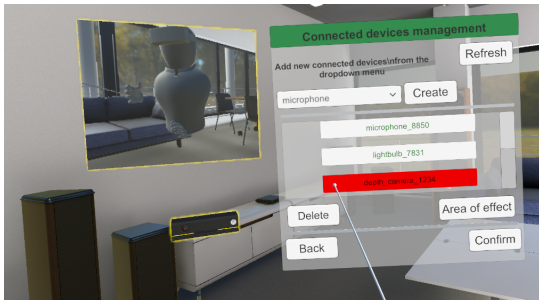 Connected devices management
Refresh
Add new connected devices\nfrom the
dropdown menu
microphone
Create
microphone_8850
lightbulb_7831
depth_camera_1234
Delete
Area of effect
Back
Confirm